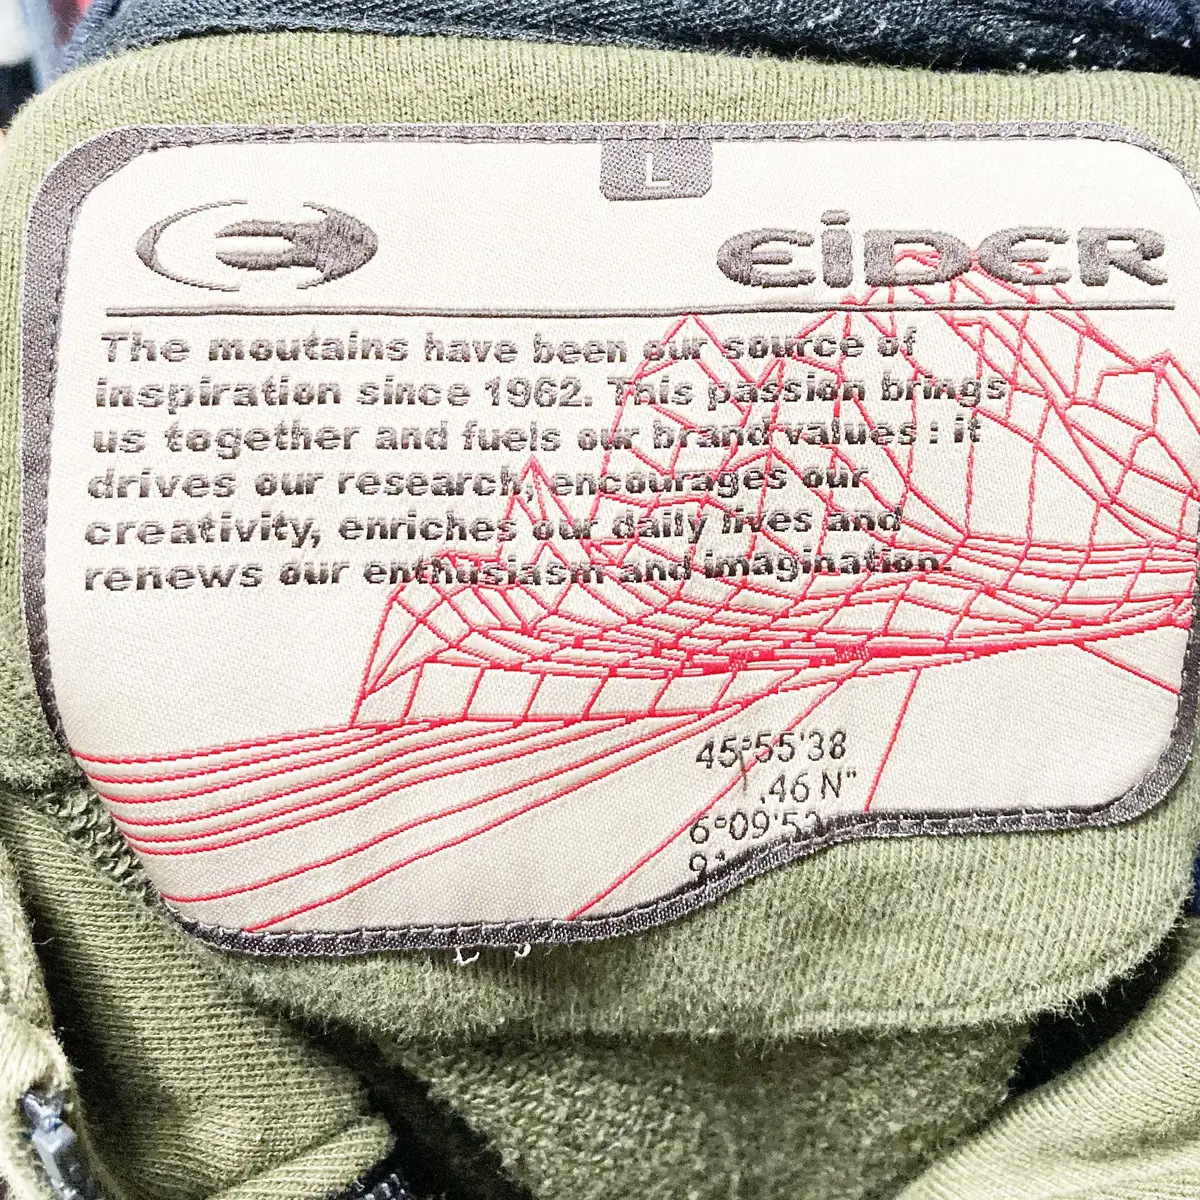 L
EiDER
The moutains have been our source of
inspiration since 1962. This passion brings
us together and fuels our brand values : it
drives our research, encourages our
creativity, enriches our daily lives and
renews our enthusiasm and imagination.
45°55'38
.46 N"
6°09'52